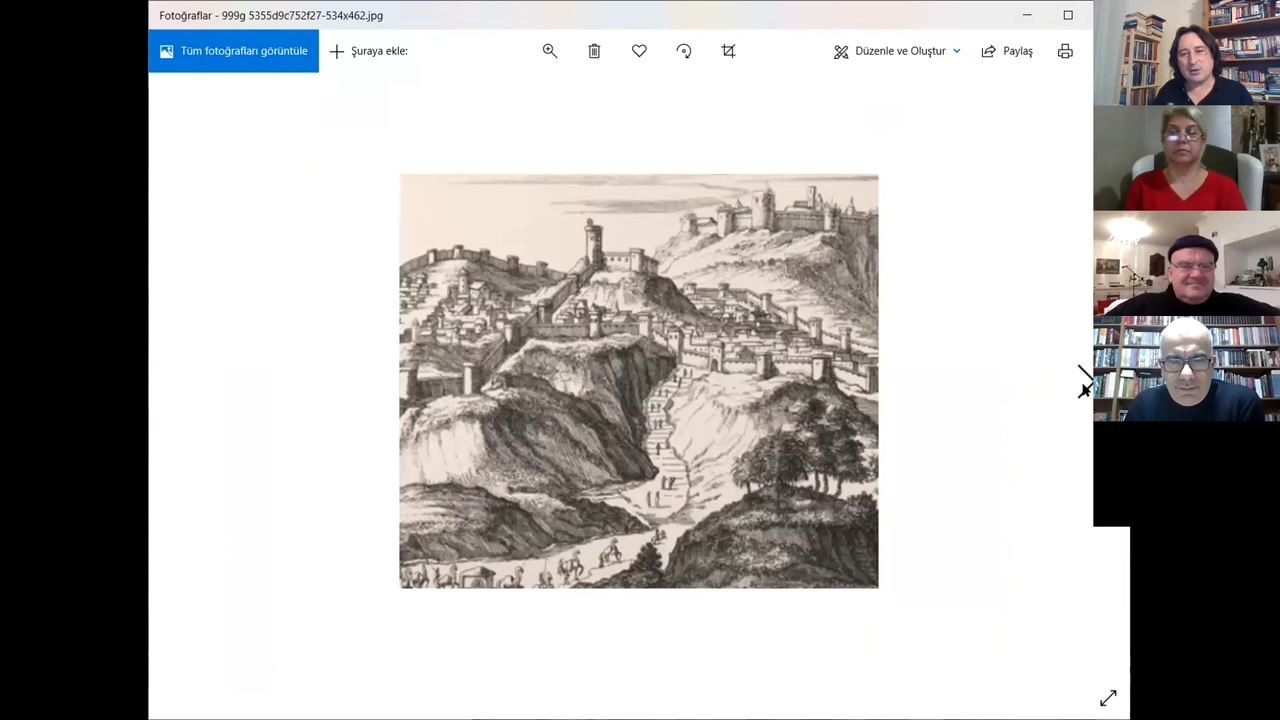 Fotoğraflar - 999g 5355d9c752f27-534x462.jpg
Tüm fotoğrafları görüntüle
Şuraya ekle:
Düzenle ve Oluştur
Paylaş